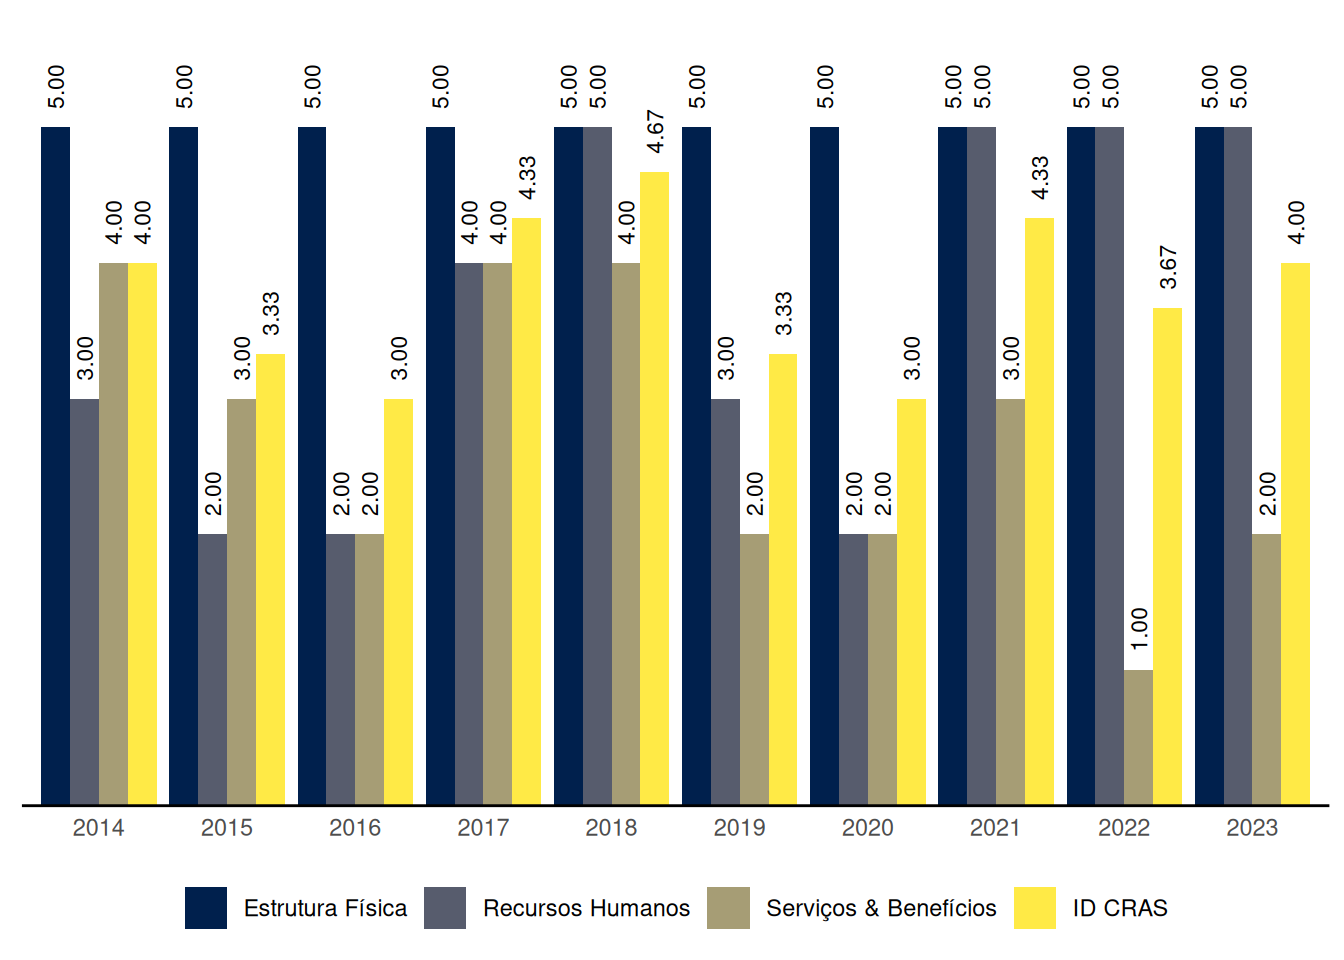 5.00 5.00 5.00 5.00 5.00 5.00 5.00 5.00 5.00 5.00 5.00 5.00 5.00 5.00
4.67
4.33 4.33
4.00 4.00 4.00 4.00 4.00 4.00
3.67
3.33 3.33
3.00 3.00 3.00 3.00 3.00 3.00
2.00 2.00 2.00 2.00 2.00 2.00 2.00
1.00
2014 2015 2016 2017 2018 2019 2020 2021 2022 2023
Estrutura Física Recursos Humanos Serviços & Benefícios ID CRAS